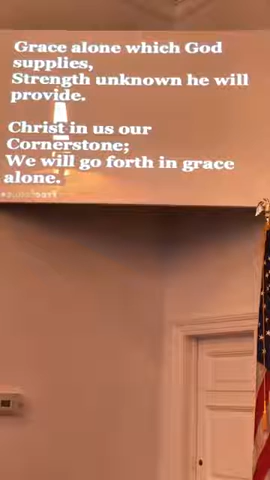 Grace alone which God
supplies,
Strength unknown he will
provide.
Christ in us our
Cornerstone;
We will go forth in grace
alone.